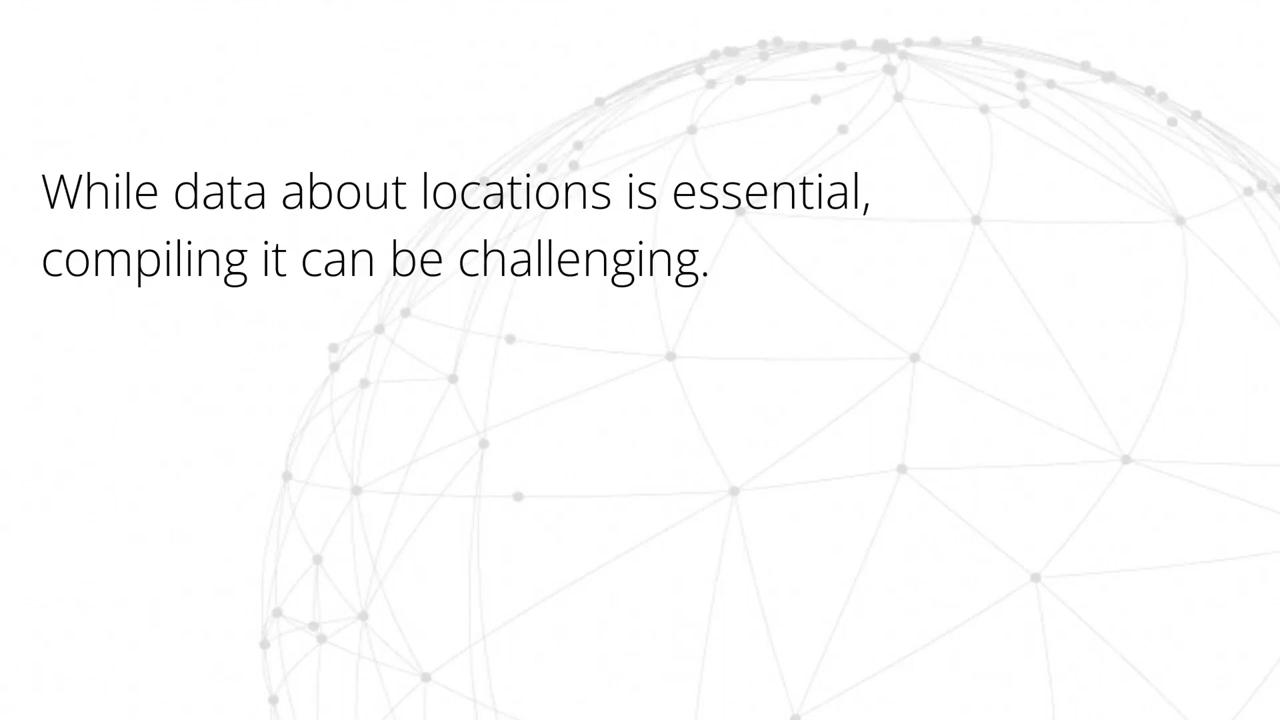 While data about locations is essential,
compiling it can be challenging.